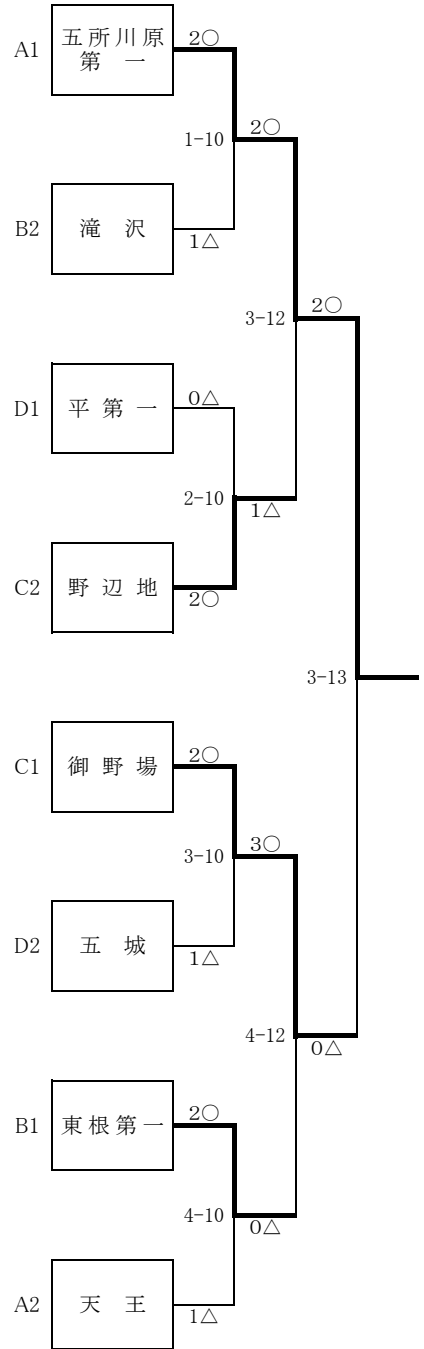 A1
五所川原
第一
2○
1-10
2○
B2
滝沢
1△
3-12
2○
D1
平第一
0△
2-10
1△
C2
野辺地
2○
3-13
C1
御野場
2○
3-10
3○
D2
五城
1△
4-12
0△
B1
東根第一
2○
4-10
0△
A2
天王
1△